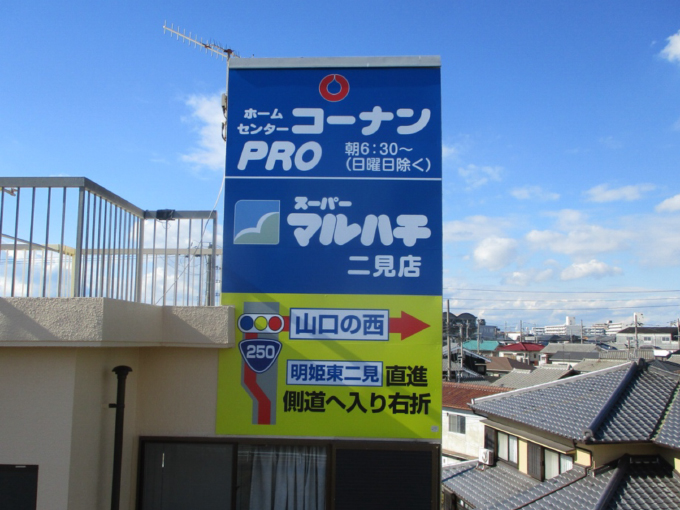 ホーム
センター コーナン
PRO 朝6:30～
(日曜日除く)
スーパー
マルハチ
二見店
山口の西
250
明姫東二見 直進
側道へ入り右折